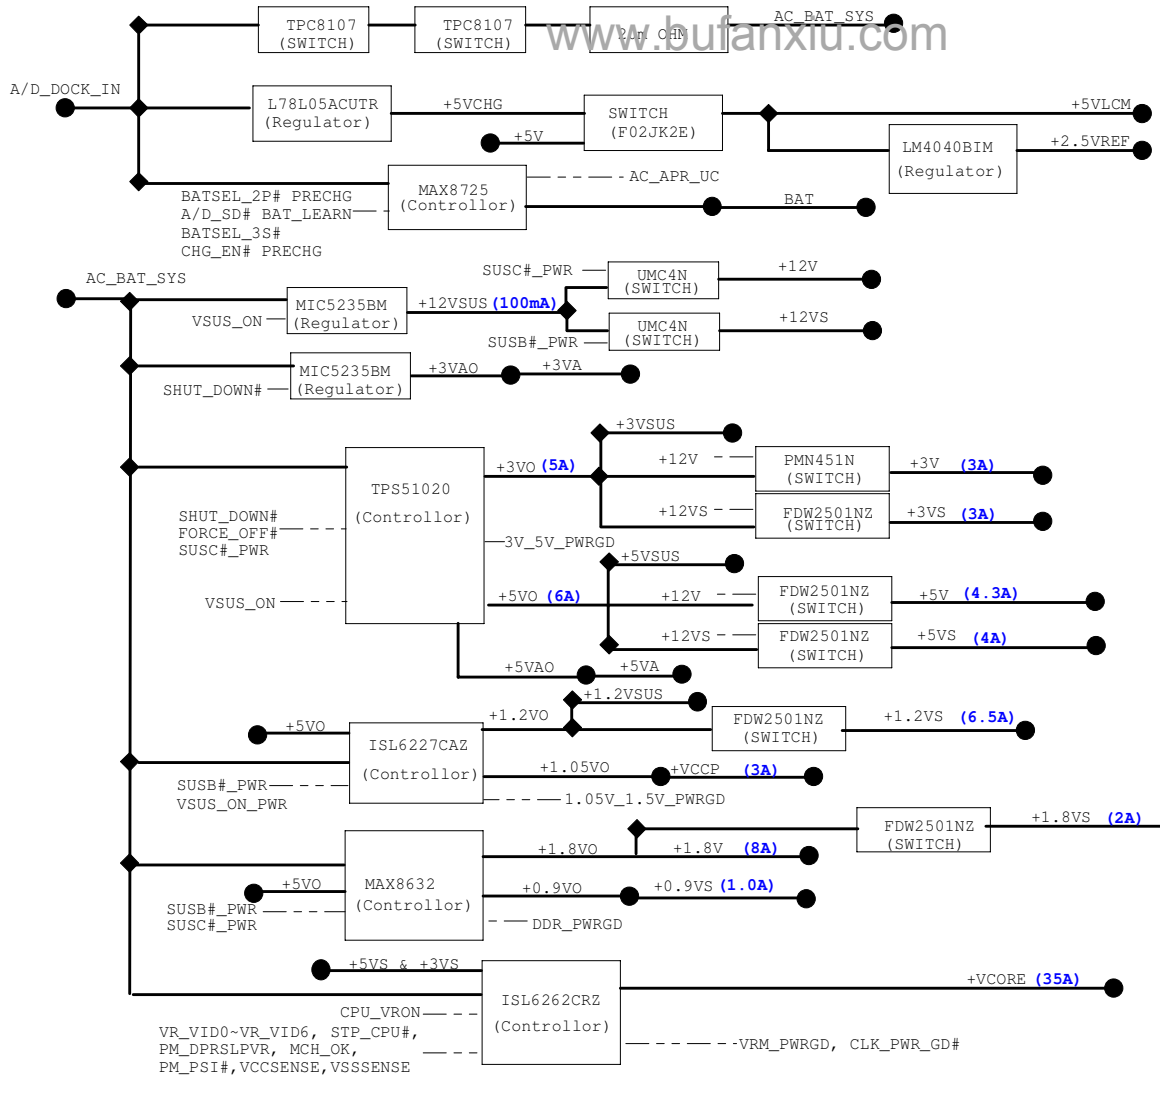 TPC8107
(SWITCH)
TPC8107
(SWITCH)
20m OHM
AC_BAT_SYS
www.bufanxiu.com
A/D_DOCK_IN
L78L05ACUTR
(Regulator)
+5VCHG
+5V
SWITCH
(F02JK2E)
+5VLCM
LM4040BIM
(Regulator)
+2.5VREF
MAX8725
(Controllor)
AC_APR_UC
BAT
BATSEL_2P# PRECHG
A/D_SD# BAT_LEARN
BATSEL_3S#
CHG_EN# PRECHG
AC_BAT_SYS
VSUS_ON
MIC5235BM
(Regulator)
+12VSUS (100mA)
SUSC#_PWR
UMC4N
(SWITCH)
+12V
SUSB#_PWR
UMC4N
(SWITCH)
+12VS
SHUT_DOWN#
MIC5235BM
(Regulator)
+3VAO
+3VA
TPS51020
(Controllor)
SHUT_DOWN#
FORCE_OFF#
SUSC#_PWR
VSUS_ON
+3VO (5A)
+3VSUS
+12V
PMN451N
(SWITCH)
+3V (3A)
+12VS
FDW2501NZ
(SWITCH)
+3VS (3A)
3V_5V_PWRGD
+5VSUS
+5VO (6A)
+12V
FDW2501NZ
(SWITCH)
+5V (4.3A)
+12VS
FDW2501NZ
(SWITCH)
+5VS (4A)
+5VAO
+5VA
+5VO
ISL6227CAZ
(Controllor)
SUSB#_PWR
VSUS_ON_PWR
+1.2VO
+1.2VSUS
FDW2501NZ
(SWITCH)
+1.2VS (6.5A)
+1.05VO
+VCCP (3A)
1.05V_1.5V_PWRGD
+5VO
MAX8632
(Controllor)
SUSB#_PWR
SUSC#_PWR
+1.8VO
+1.8V (8A)
FDW2501NZ
(SWITCH)
+1.8VS (2A)
+0.9VO
+0.9VS (1.0A)
DDR_PWRGD
+5VS & +3VS
ISL6262CRZ
(Controllor)
CPU_VRON
VR_VID0~VR_VID6, STP_CPU#,
PM_DPRSLPVR, MCH_OK,
PM_PSI#,VCCSENSE,VSSSENSE
+VCORE (35A)
VRM_PWRGD, CLK_PWR_GD#